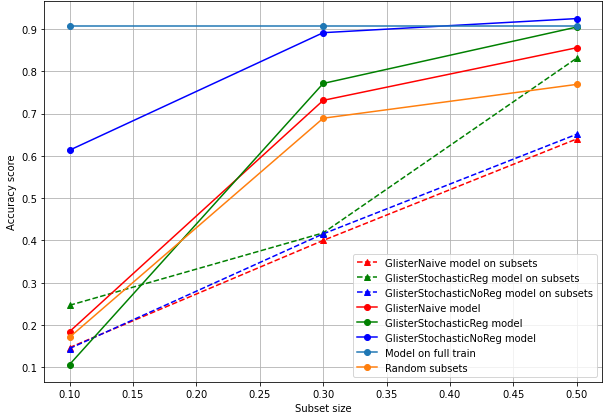 0.9
0.8
0.7
0.6
0.5
0.4
0.3
0.2
0.1
Accuracy score
0.10 0.15 0.20 0.25 0.30 0.35 0.40 0.45 0.50
Subset size
GlisterNaive model on subsets
GlisterStochasticReg model on subsets
GlisterStochasticNoReg model on subsets
GlisterNaive model
GlisterStochasticReg model
GlisterStochasticNoReg model
Model on full train
Random subsets